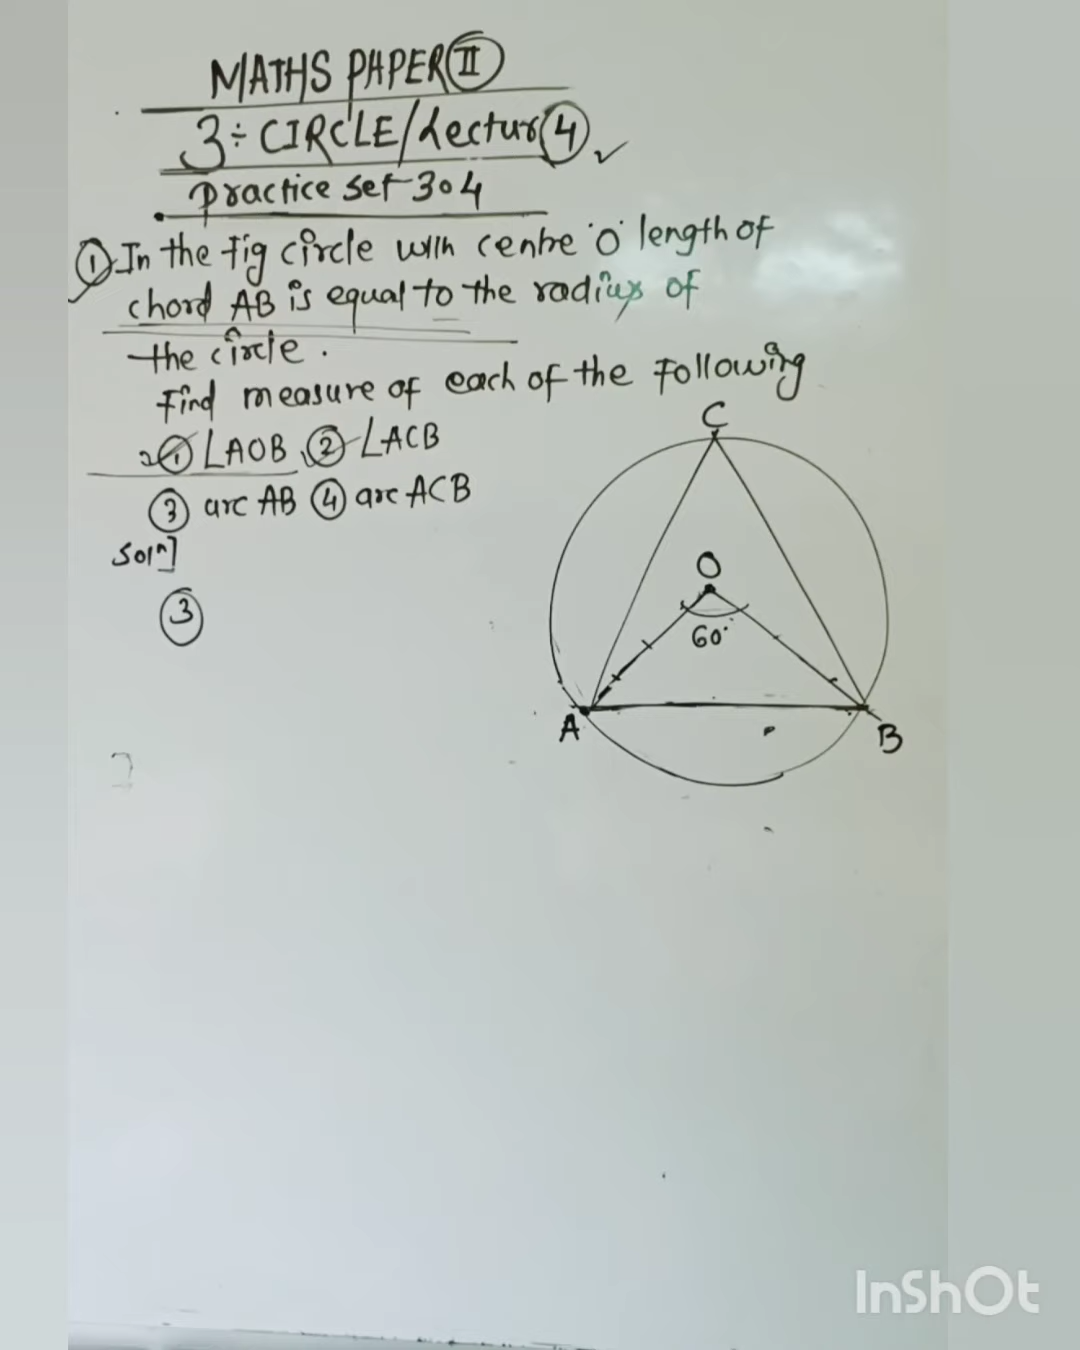 MATHS PAPER II
3÷ CIRCLE/Lectur 4
Practice set 3.4
1 In the fig circle with centre 'O' length of
chord AB is equal to the radius of
the circle.
Find measure of each of the Following
1 ∠AOB, 2 ∠ACB
3 arc AB 4 arc ACB
Solⁿ]
3
C
O
60°
A
B
InShOt